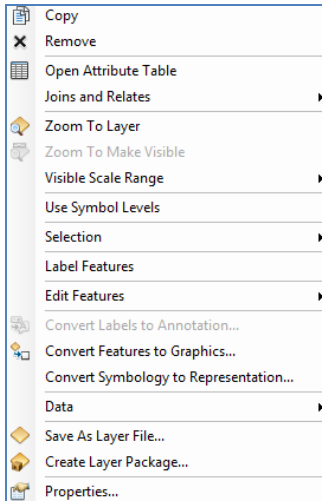 Copy
Remove
Open Attribute Table
Joins and Relates
Zoom To Layer
Zoom To Make Visible
Visible Scale Range
Use Symbol Levels
Selection
Label Features
Edit Features
Convert Labels to Annotation...
Convert Features to Graphics...
Convert Symbology to Representation...
Data
Save As Layer File...
Create Layer Package...
Properties...